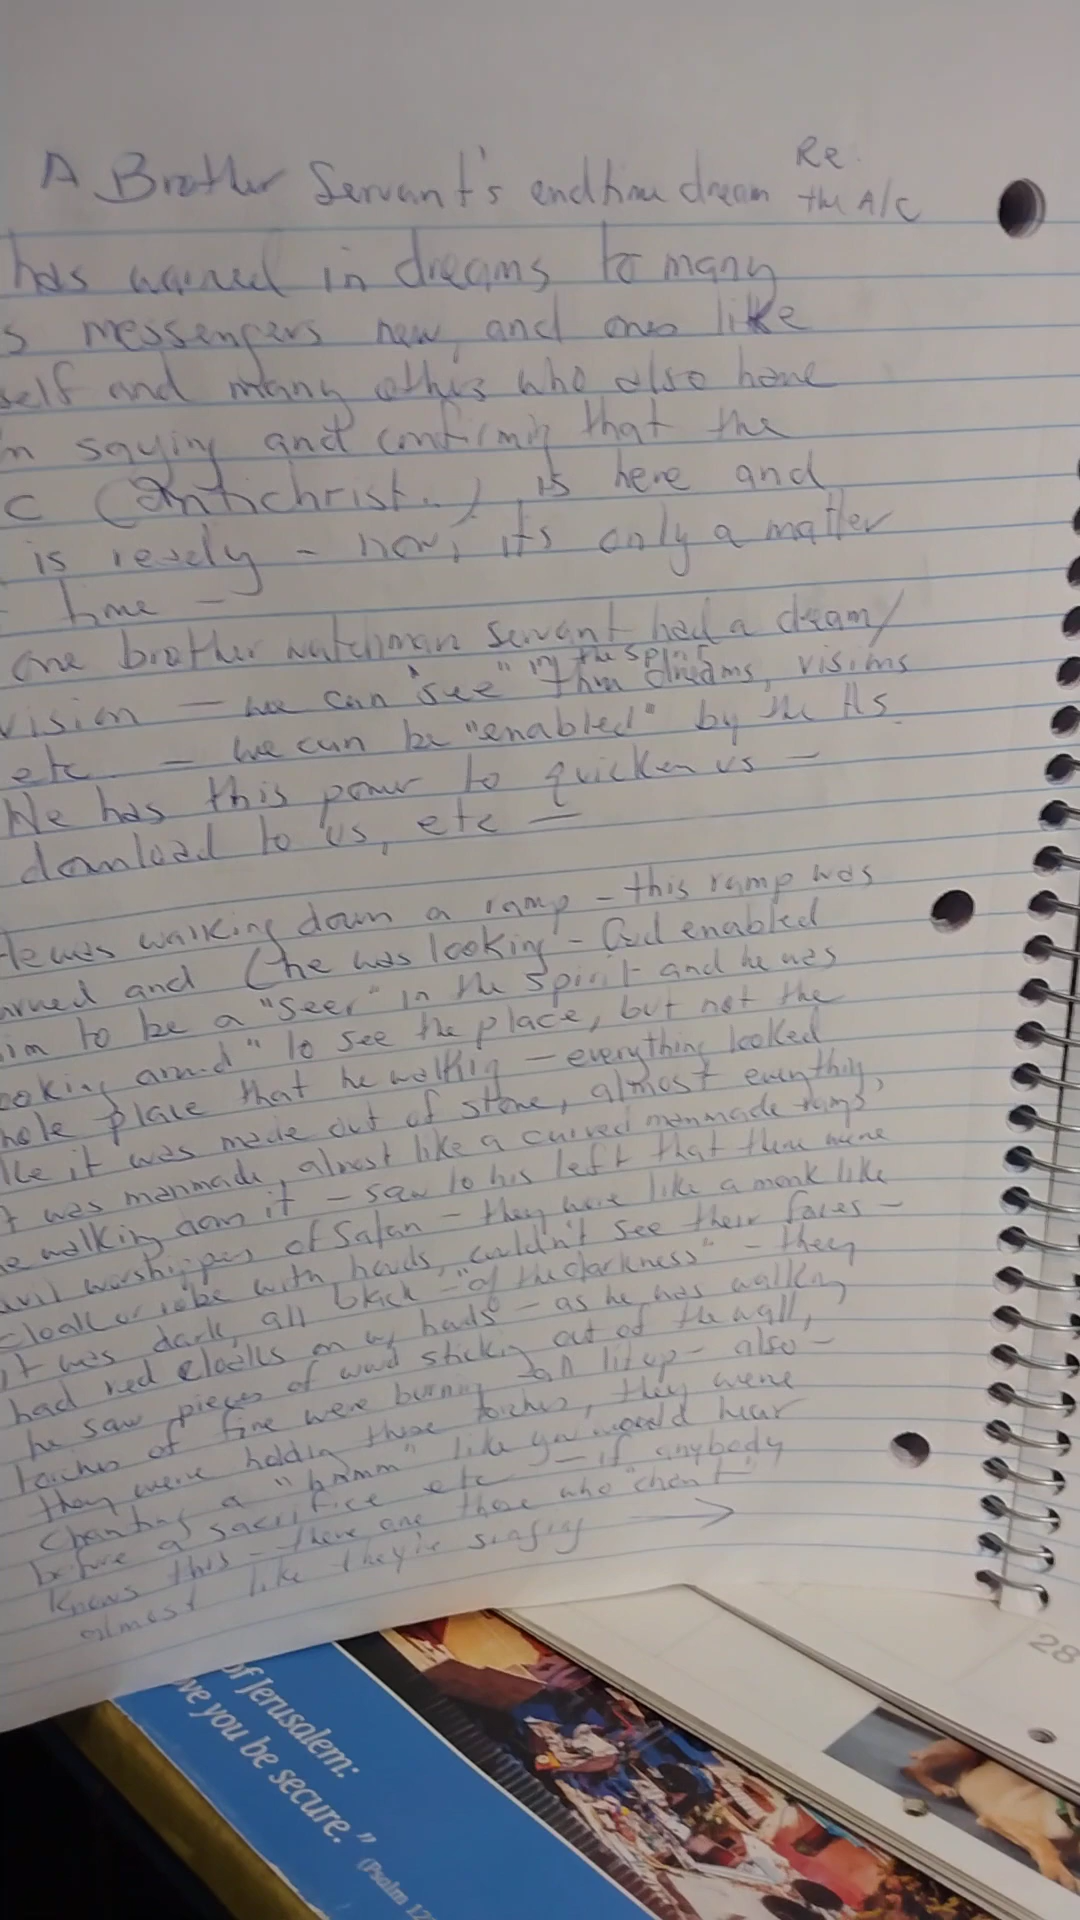 A Brother Servant's endtime dream Re.
the A/C
has warned in dreams to many
s messengers new, and ones like
self and many others who also have
n saying and confirming that the
C (Antichrist.) is here and
is ready - now, it's only a matter
time -
One brother watchman servant had a dream/
vision - we can "see" "in the spirit" thru dreams, visions
etc - we can be "enabled" by the HS.
He has this power to quicken us -
download to us, etc -
He was walking down a ramp - this ramp was
and (he was looking - God enabled
im to be a "seer" in the spirit and he was
ooking around" to see the place, but not the
hole place that he walking - everything looked
ike it was made out of stone, almost everything,
t was manmade, almost like a curved manmade ramp
e walking down it - saw to his left that there were
evil worshippers of Satan - they were like a monk like
cloak or robe with hoods, couldn't see their faces -
it was dark, all black - "of the darkness" - they
had red cloaks on w/ hoods - as he was walking
he saw pieces of wood sticking out of the wall,
torches of fire were burning all lit up - also -
they were holding those torches, they were
chanting a "hmmm" like you would hear
before a sacrifice etc - if anybody
knows this - there are those who "chant"
almost like they're singing →
28
of Jerusalem:
ve you be secure."
(Psalm 12